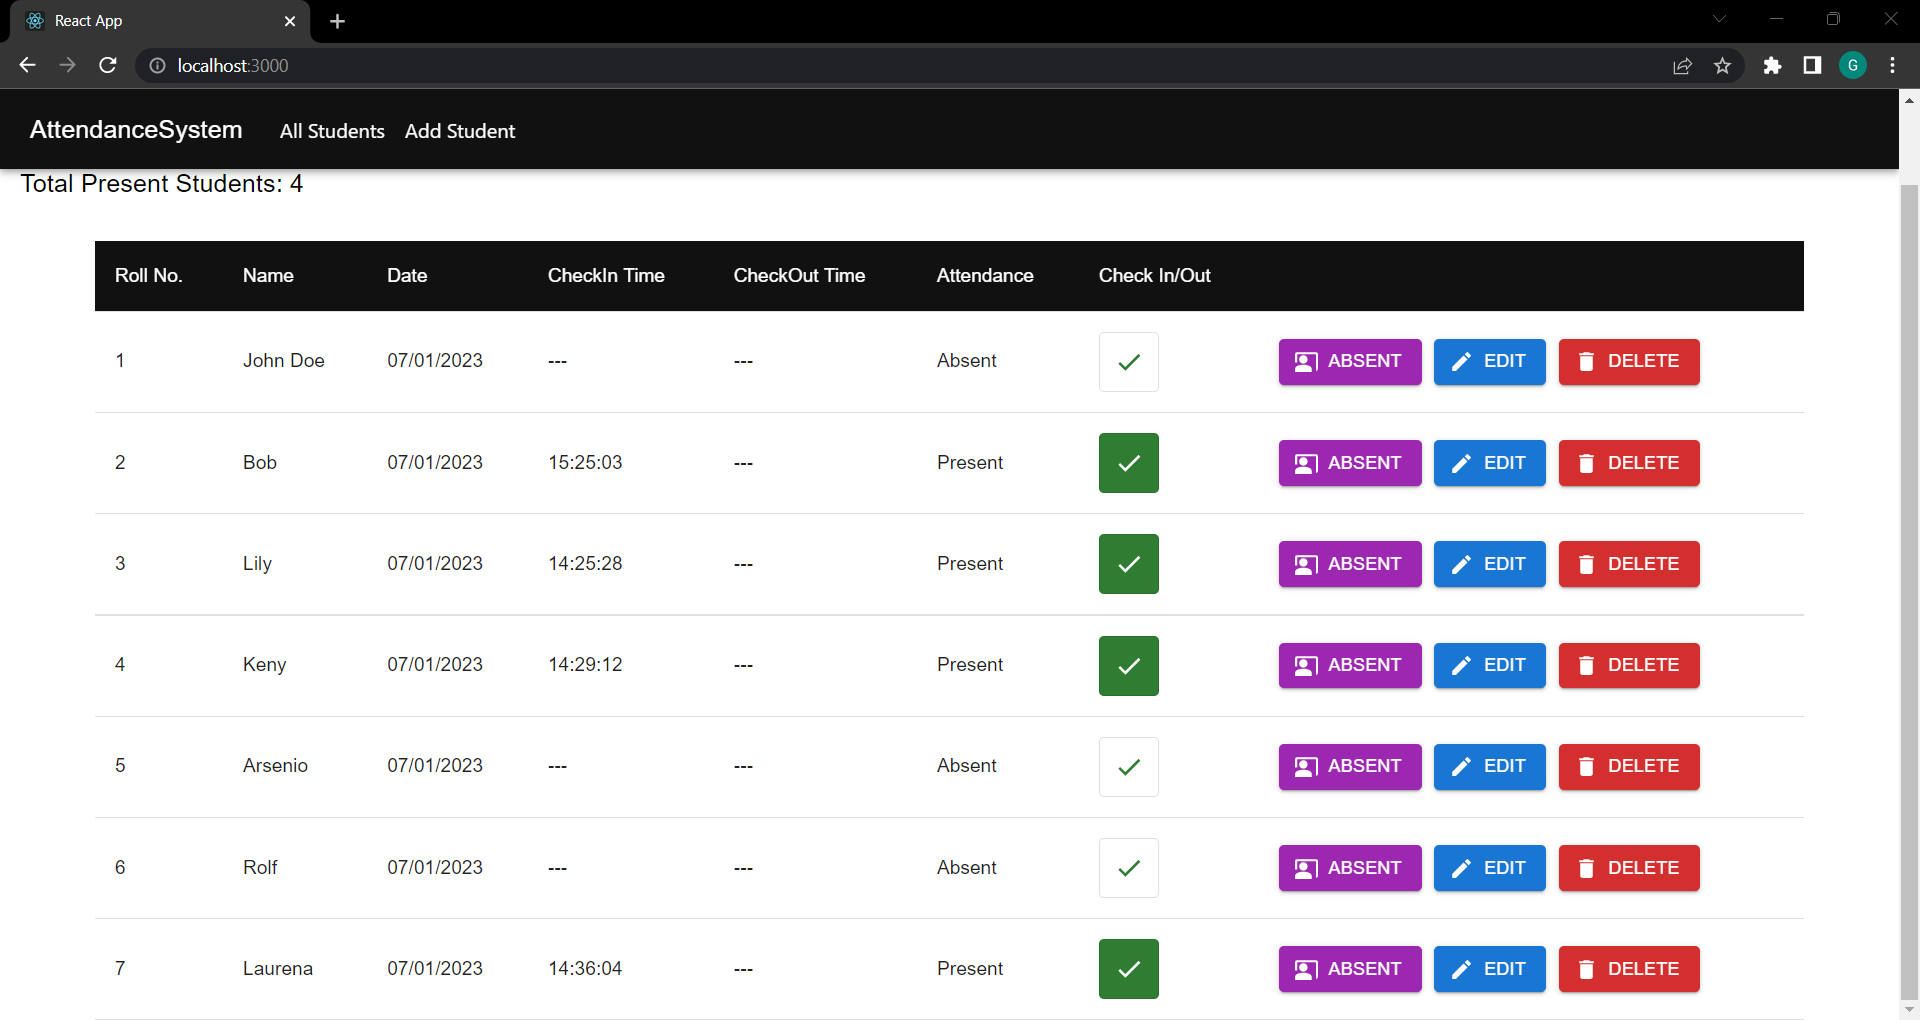 React App
localhost:3000
G
AttendanceSystem All Students Add Student
Total Present Students: 4
Roll No. Name Date CheckIn Time CheckOut Time Attendance Check In/Out
1 John Doe 07/01/2023 --- --- Absent ABSENT EDIT DELETE
2 Bob 07/01/2023 15:25:03 --- Present ABSENT EDIT DELETE
3 Lily 07/01/2023 14:25:28 --- Present ABSENT EDIT DELETE
4 Keny 07/01/2023 14:29:12 --- Present ABSENT EDIT DELETE
5 Arsenio 07/01/2023 --- --- Absent ABSENT EDIT DELETE
6 Rolf 07/01/2023 --- --- Absent ABSENT EDIT DELETE
7 Laurena 07/01/2023 14:36:04 --- Present ABSENT EDIT DELETE